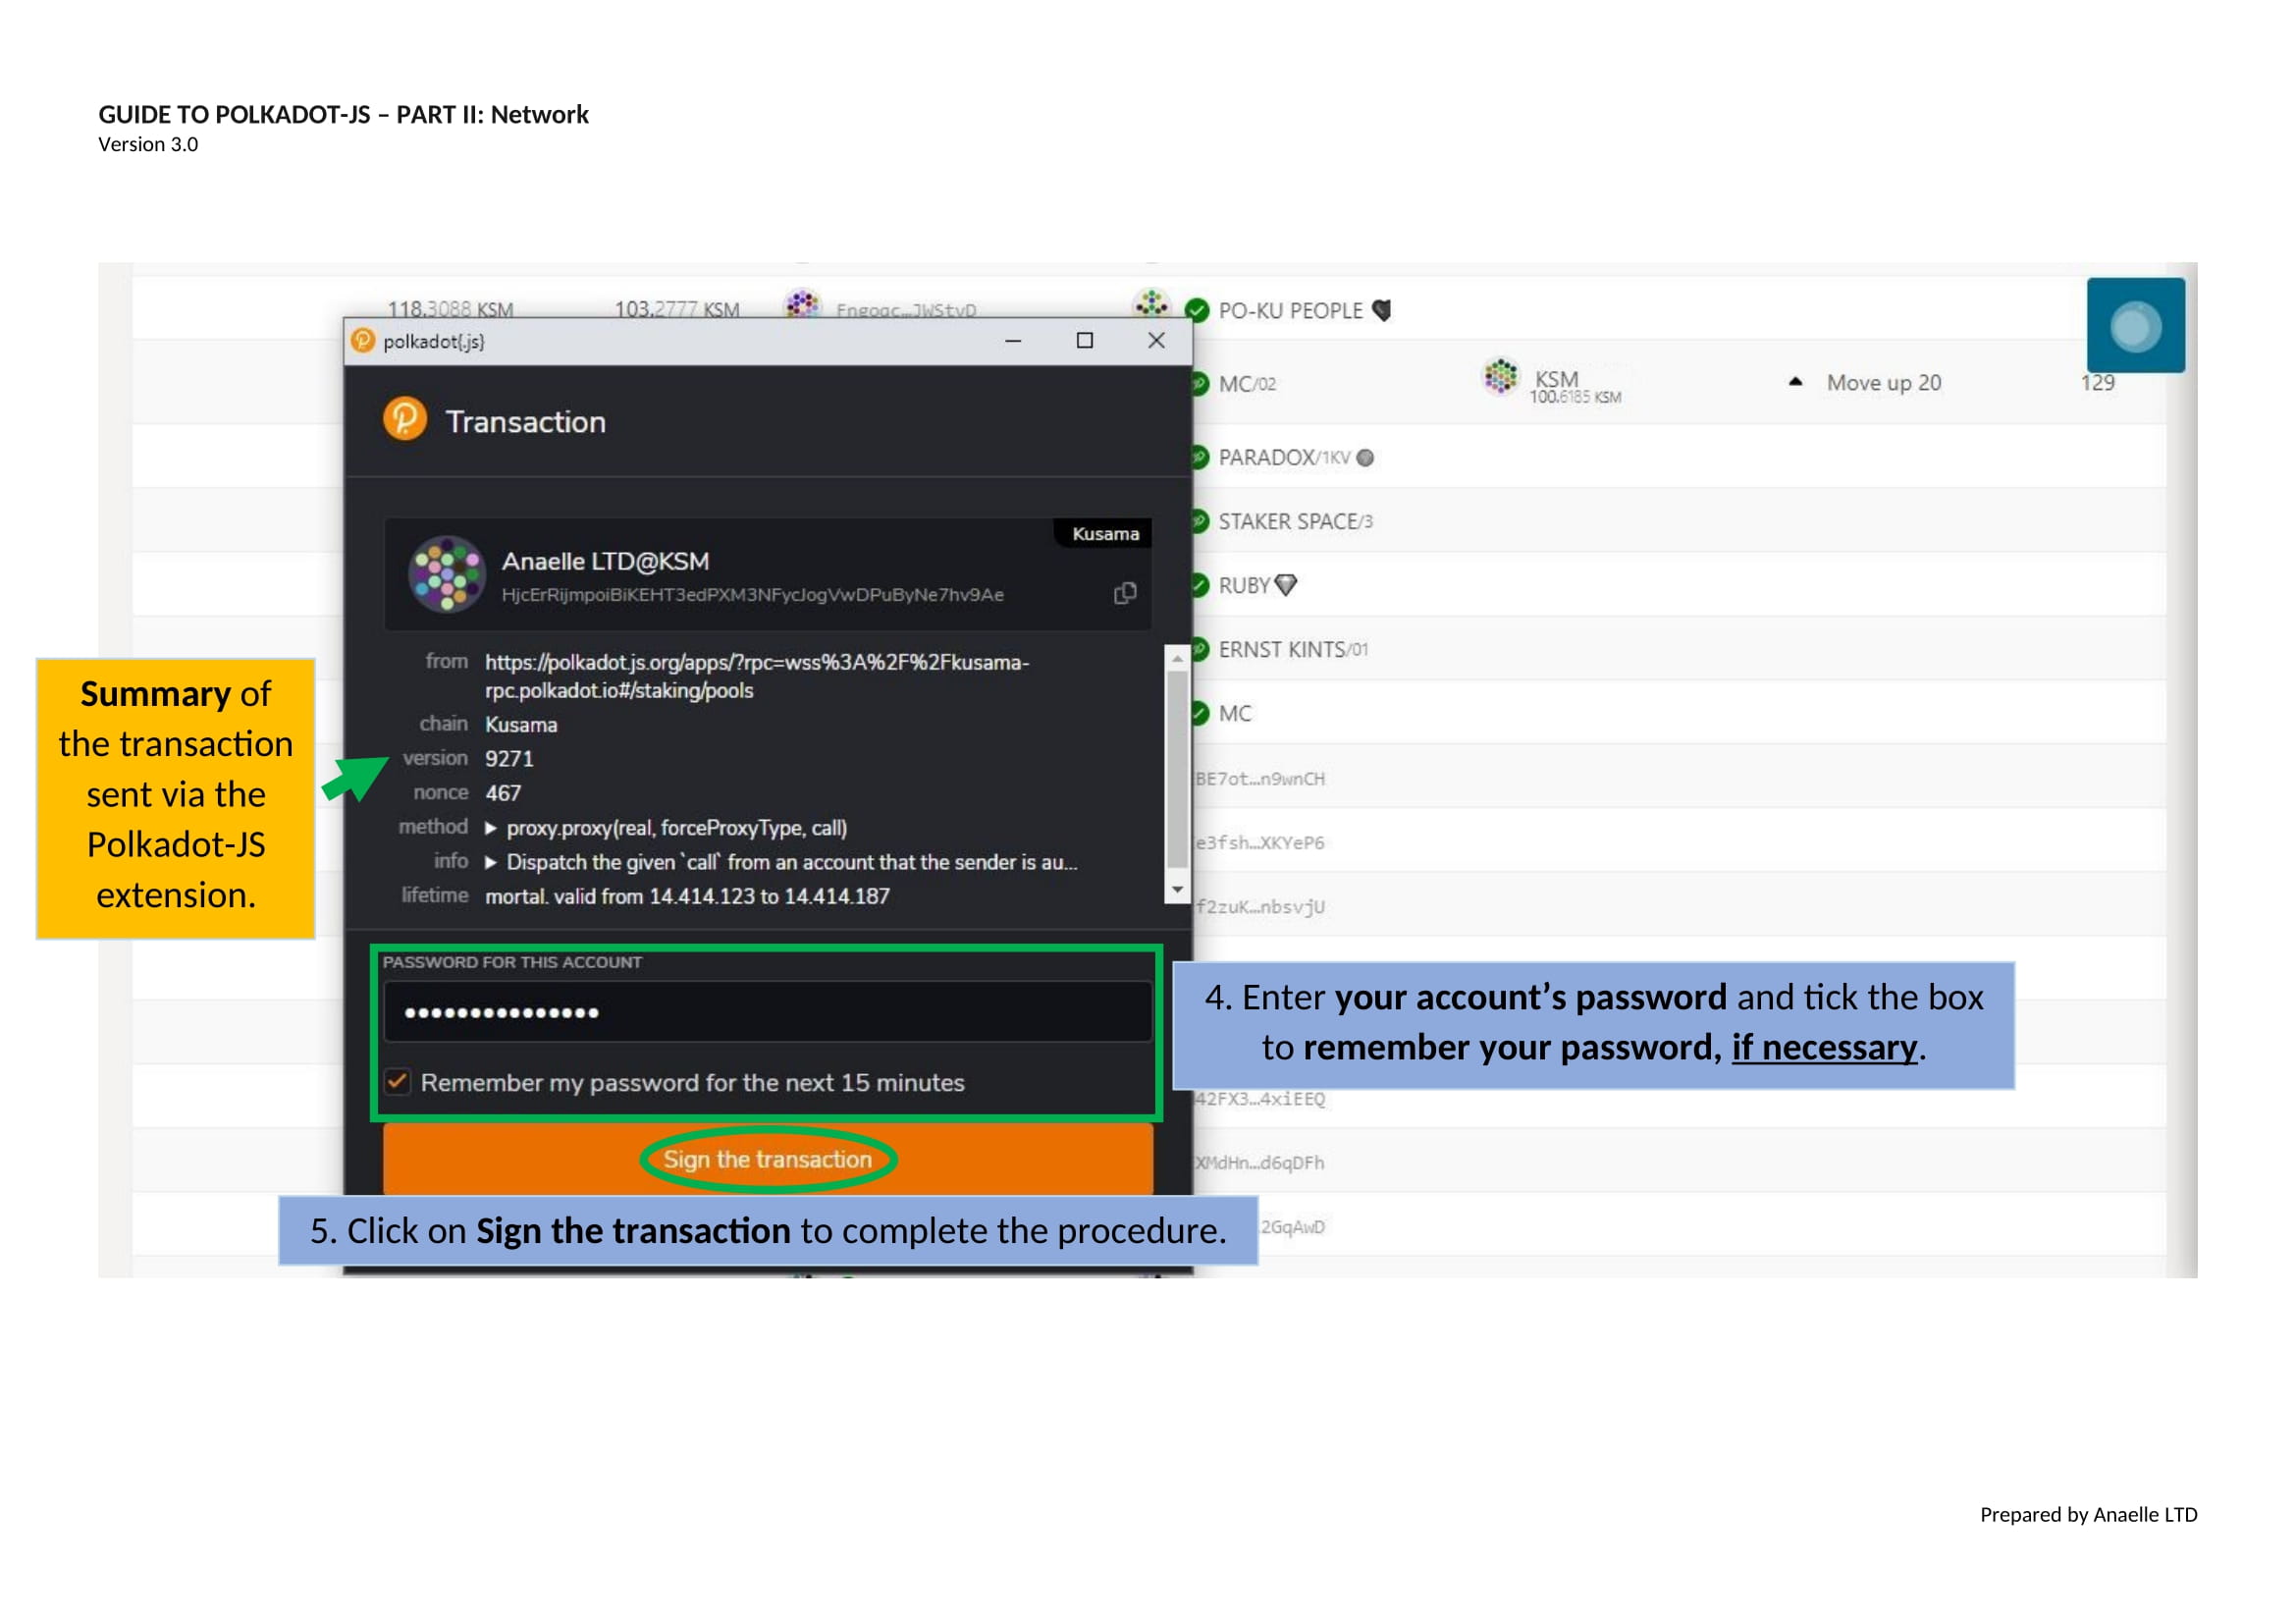 GUIDE TO POLKADOT-JS – PART II: Network
Version 3.0
118.3088 KSM 103.2777 KSM Engoac...JWStvD PO-KU PEOPLE
polkadot{.js}
MC/02 KSM 100.6185 KSM Move up 20 129
Transaction
PARADOX/1KV
STAKER SPACE/3
Kusama
Anaelle LTD@KSM
HjcErRijmpoiBiKEHT3edPXM3NFycJogVwDPuByNe7hv9Ae
RUBY
ERNST KINTS/01
MC
from https://polkadot.js.org/apps/?rpc=wss%3A%2F%2Fkusama-
rpc.polkadot.io#/staking/pools
chain Kusama
version 9271
nonce 467
method proxy.proxy(real, forceProxyType, call)
info Dispatch the given `call` from an account that the sender is au...
lifetime mortal. valid from 14.414.123 to 14.414.187
Summary of
the transaction
sent via the
Polkadot-JS
extension.
BE7ot...n9wnCH
e3fsh...XKYeP6
f2zuK...nbsvjU
PASSWORD FOR THIS ACCOUNT
Remember my password for the next 15 minutes
4. Enter your account’s password and tick the box
to remember your password, if necessary.
42FX3...4xiEEQ
Sign the transaction
XMdHn...d6qDFh
5. Click on Sign the transaction to complete the procedure.
2GqAwD
Prepared by Anaelle LTD